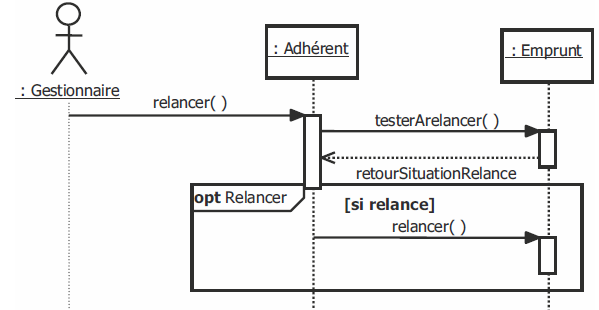 : Adhérent
: Emprunt
: Gestionnaire
relancer( )
testerArelancer( )
retourSituationRelance
opt Relancer
[si relance]
relancer( )